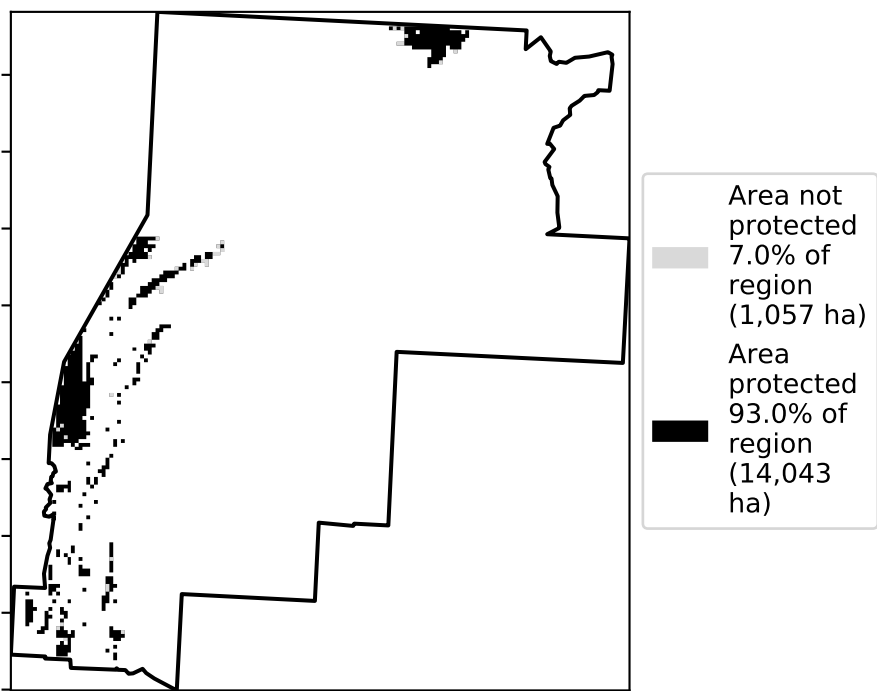 Area not
protected
7.0% of
region
(1,057 ha)
Area
protected
93.0% of
region
(14,043
ha)